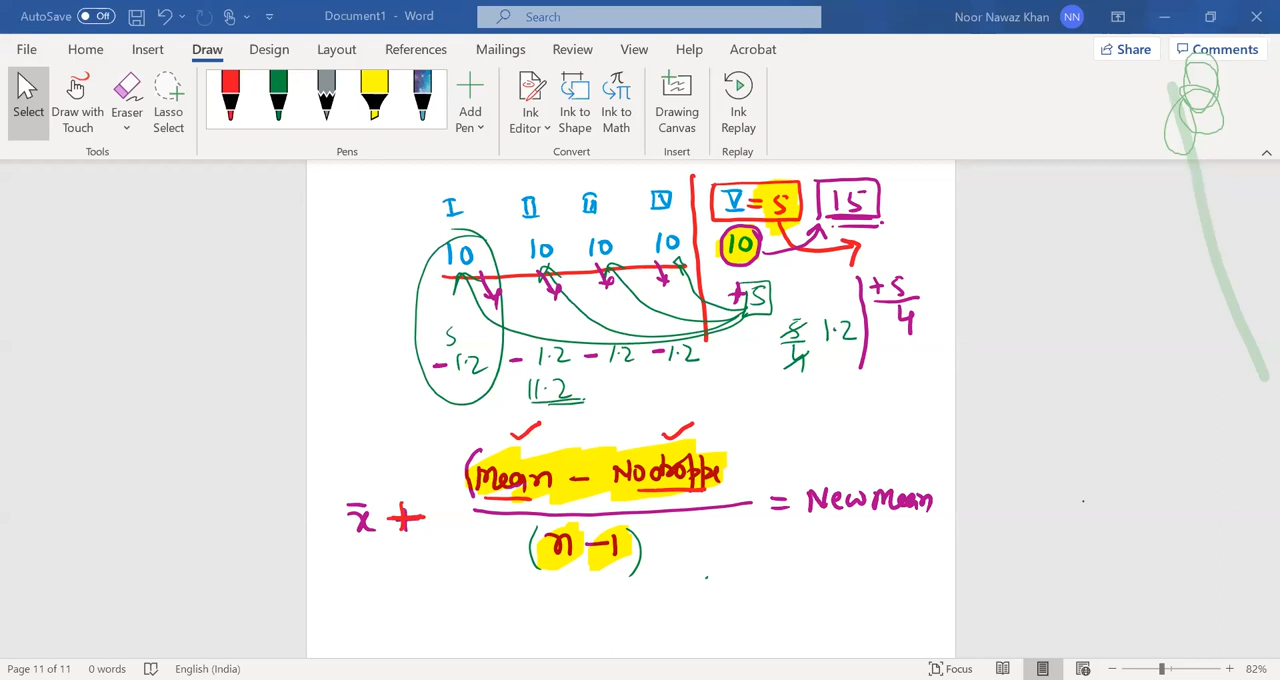 AutoSave Off Document1 - Word Search Noor Nawaz Khan NN
File Home Insert Draw Design Layout References Mailings Review View Help Acrobat Share Comments
Select Draw with Touch Eraser Lasso Select Add Pen Ink Editor Ink to Shape Ink to Math Drawing Canvas Ink Replay
Tools Pens Convert Insert Replay
I II III IV V = 5 15
10 10 10 10 10
+5 +5/4
5 5/4 1.2
-1.2 -1.2 -1.2 -1.2
11.2
(Mean - No droppe
x̄ + = New Mean
(n-1)
Page 11 of 11 0 words English (India) Focus 82%